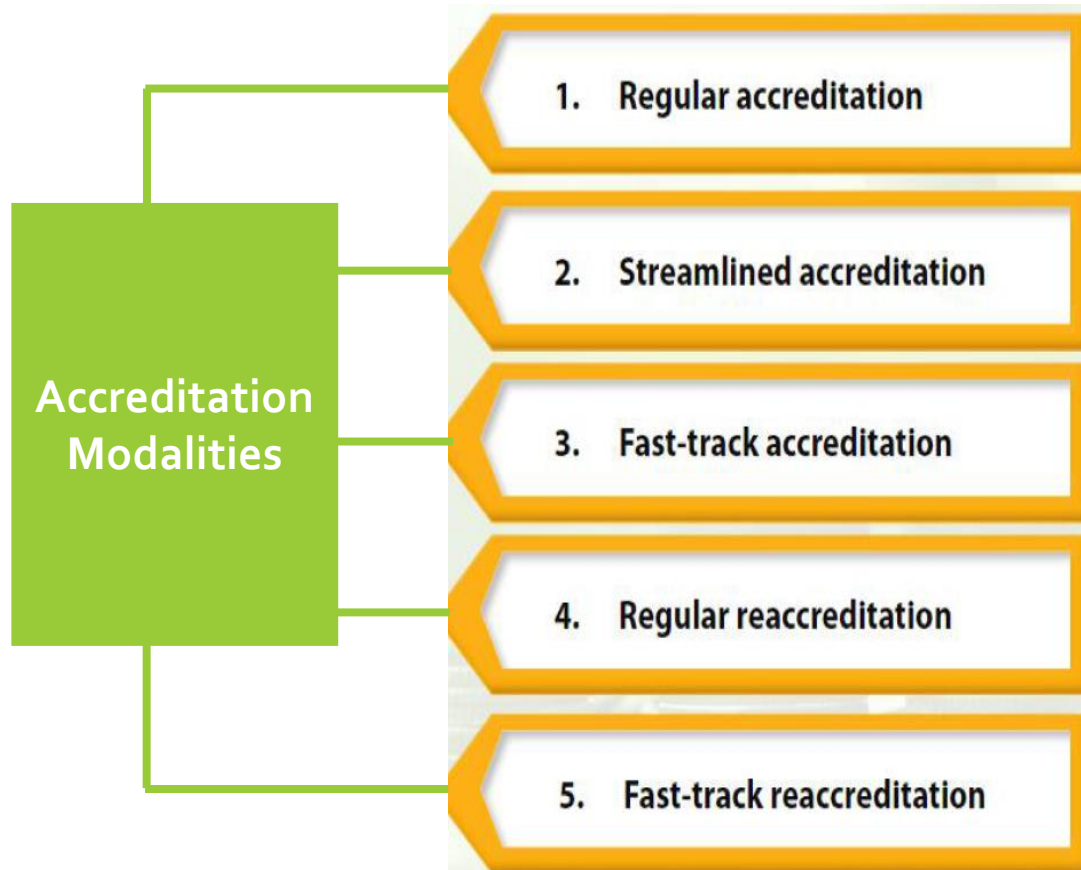 Accreditation
Modalities
1. Regular accreditation
2. Streamlined accreditation
3. Fast-track accreditation
4. Regular reaccreditation
5. Fast-track reaccreditation